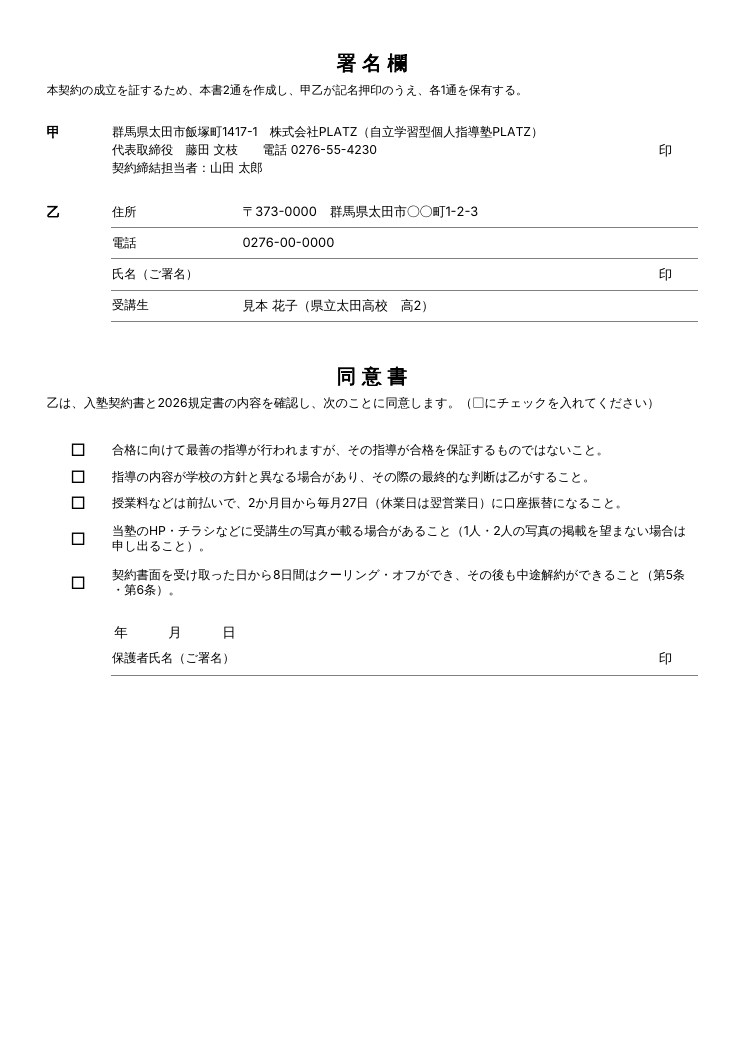 署名欄
本契約の成立を証するため、本書2通を作成し、甲乙が記名押印のうえ、各1通を保有する。
甲 群馬県太田市飯塚町1417-1　株式会社PLATZ（自立学習型個人指導塾PLATZ）
代表取締役　藤田 文枝　　電話 0276-55-4230 印
契約締結担当者：山田 太郎
乙 住所 〒373-0000　群馬県太田市〇〇町1-2-3
電話 0276-00-0000
氏名（ご署名） 印
受講生 見本 花子（県立太田高校　高2）
同意書
乙は、入塾契約書と2026規定書の内容を確認し、次のことに同意します。（□にチェックを入れてください）
☐ 合格に向けて最善の指導が行われますが、その指導が合格を保証するものではないこと。
☐ 指導の内容が学校の方針と異なる場合があり、その際の最終的な判断は乙がすること。
☐ 授業料などは前払いで、2か月目から毎月27日（休業日は翌営業日）に口座振替になること。
☐ 当塾のHP・チラシなどに受講生の写真が載る場合があること（1人・2人の写真の掲載を望まない場合は
申し出ること）。
☐ 契約書面を受け取った日から8日間はクーリング・オフができ、その後も中途解約ができること（第5条
・第6条）。
年　　　月　　　日
保護者氏名（ご署名） 印